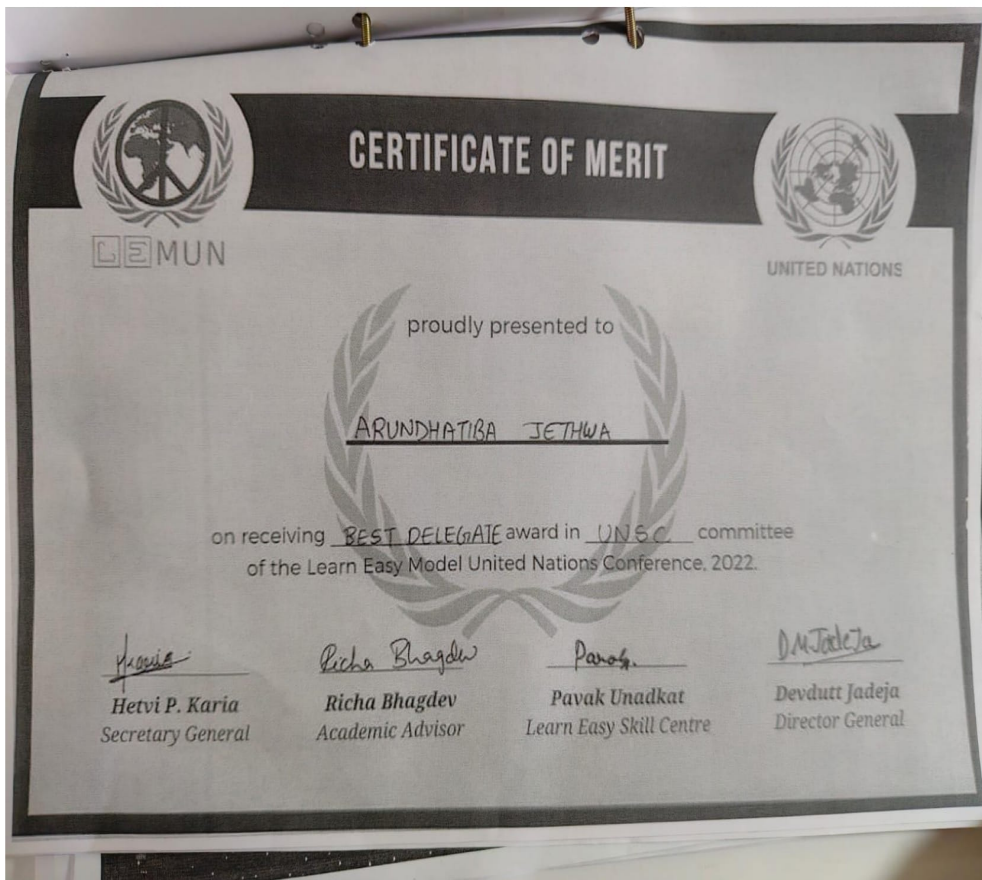 CERTIFICATE OF MERIT
LEMUN
UNITED NATIONS
proudly presented to
ARUNDHATIBA JETHWA
on receiving BEST DELEGATE award in UNSC committee
of the Learn Easy Model United Nations Conference, 2022.
Richa Bhagdev
D.M.Jadeja
Hetvi P. Karia
Secretary General
Richa Bhagdev
Academic Advisor
Pavak Unadkat
Learn Easy Skill Centre
Devdutt Jadeja
Director General